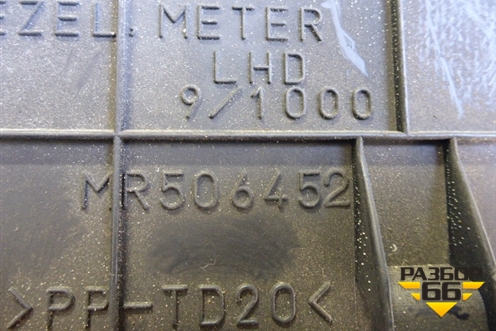 EZEL, METER
LHD
9/1000
MR506452
>PP-TD20<
РАЗБОР
66